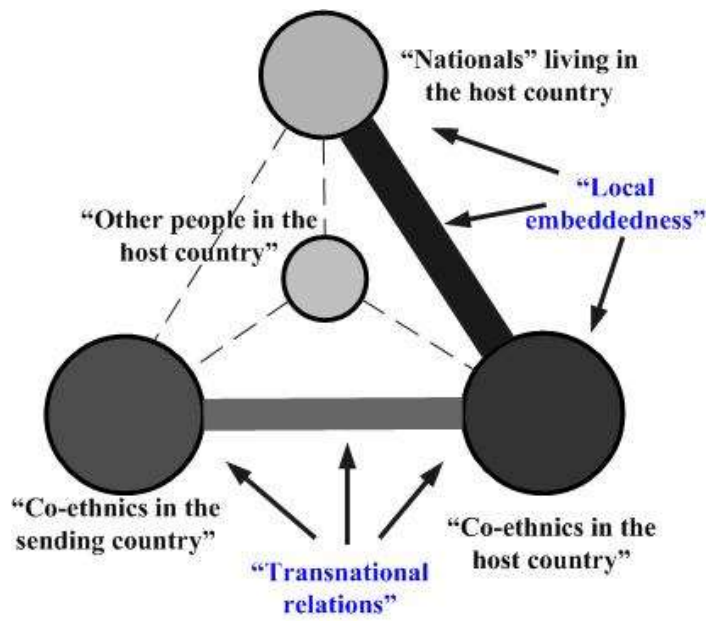 “Nationals” living in
the host country
“Local
embeddedness”
“Other people in the
host country”
“Co-ethnics in the
sending country”
“Co-ethnics in the
host country”
“Transnational
relations”